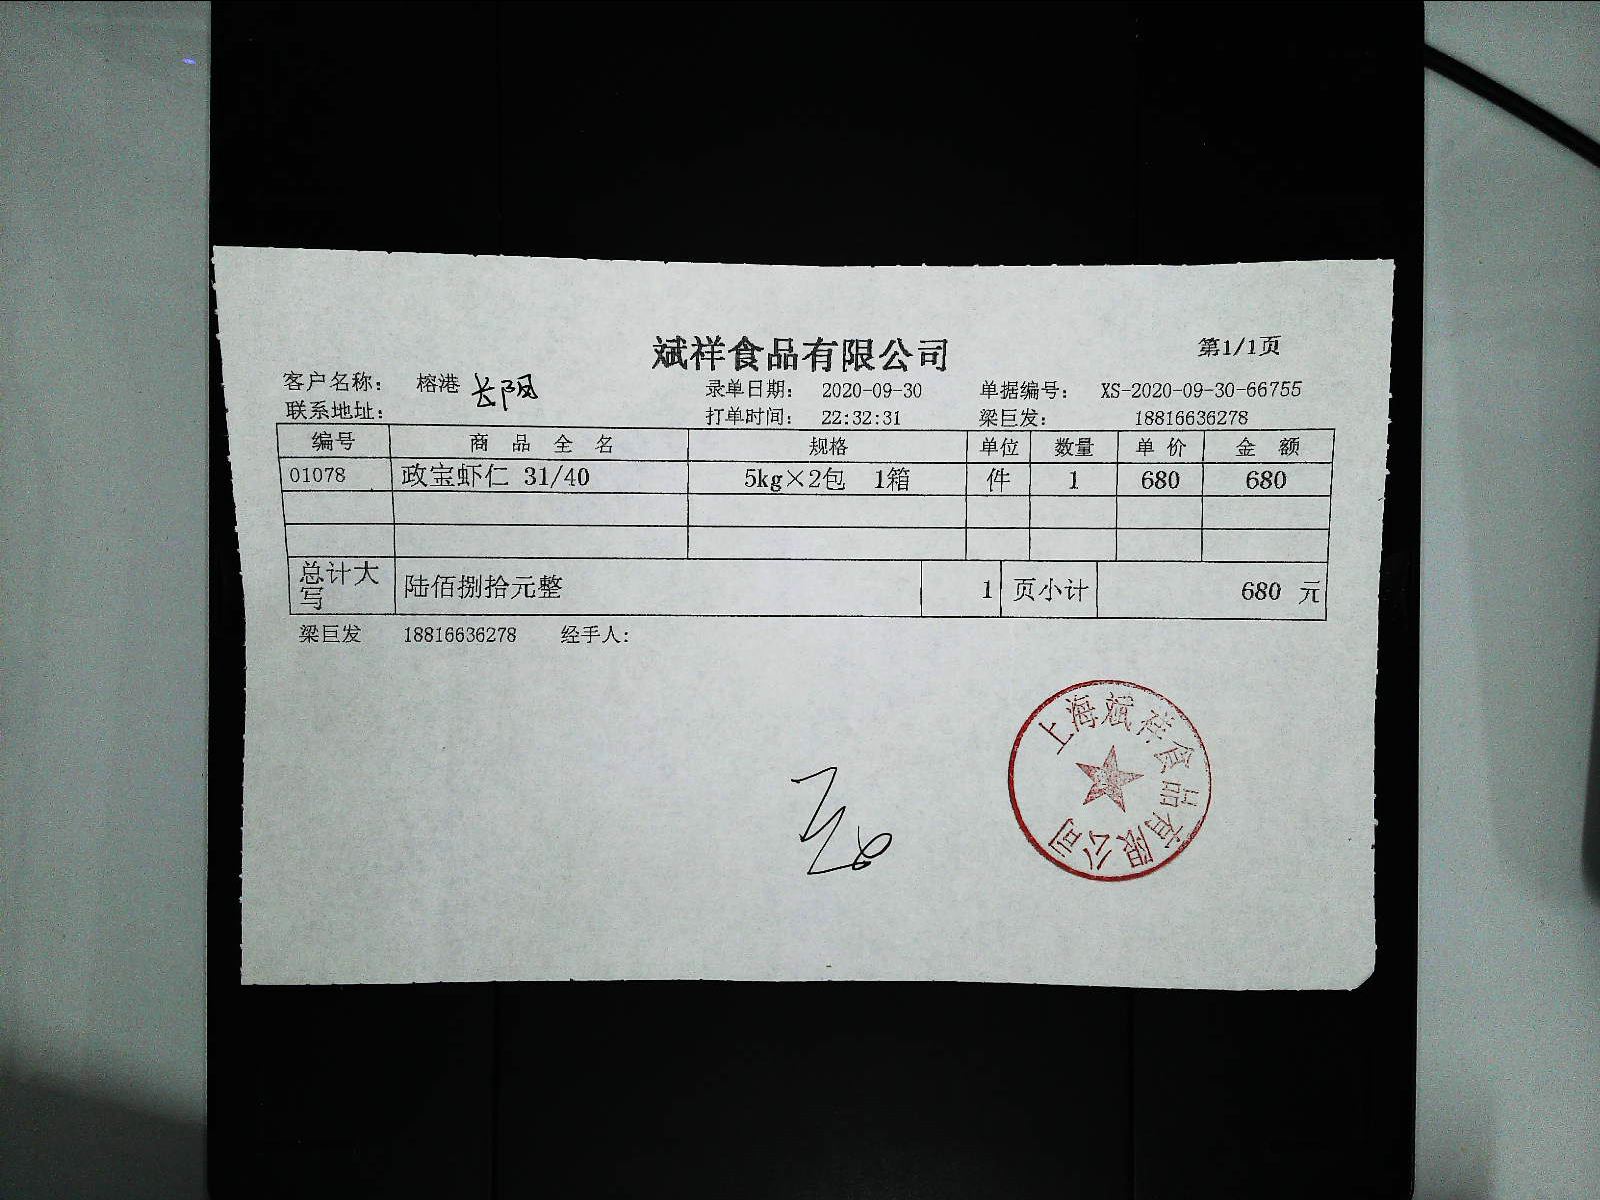 斌祥食品有限公司
第1/1页
客户名称： 榕港 长阳
录单日期： 2020-09-30 单据编号： XS-2020-09-30-66755
联系地址：
打单时间： 22:32:31 梁巨发： 18816636278
编号 商 品 全 名 规格 单位 数量 单 价 金 额
01078 政宝虾仁 31/40 5kg×2包 1箱 件 1 680 680
总计大写 陆佰捌拾元整 1 页小计 680 元
梁巨发 18816636278 经手人:
上海斌祥食品有限公司